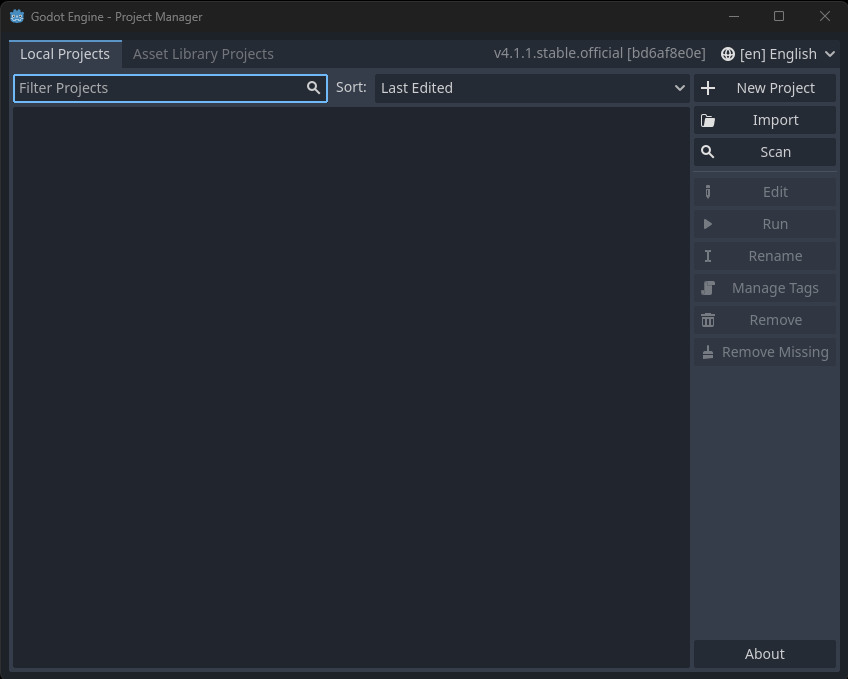 Godot Engine - Project Manager
Local Projects Asset Library Projects v4.1.1.stable.official [bd6af8e0e] [en] English
Filter Projects Sort: Last Edited New Project
Import
Scan
Edit
Run
Rename
Manage Tags
Remove
Remove Missing
About